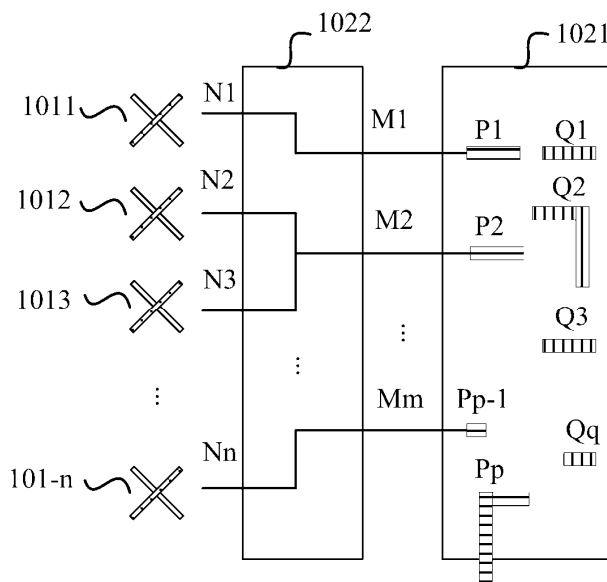 1022
1021
1011
N1
M1
P1
Q1
1012
N2
M2
P2
Q2
1013
N3
Q3
...
...
...
Mm
Pp-1
Nn
Qq
101-n
Pp